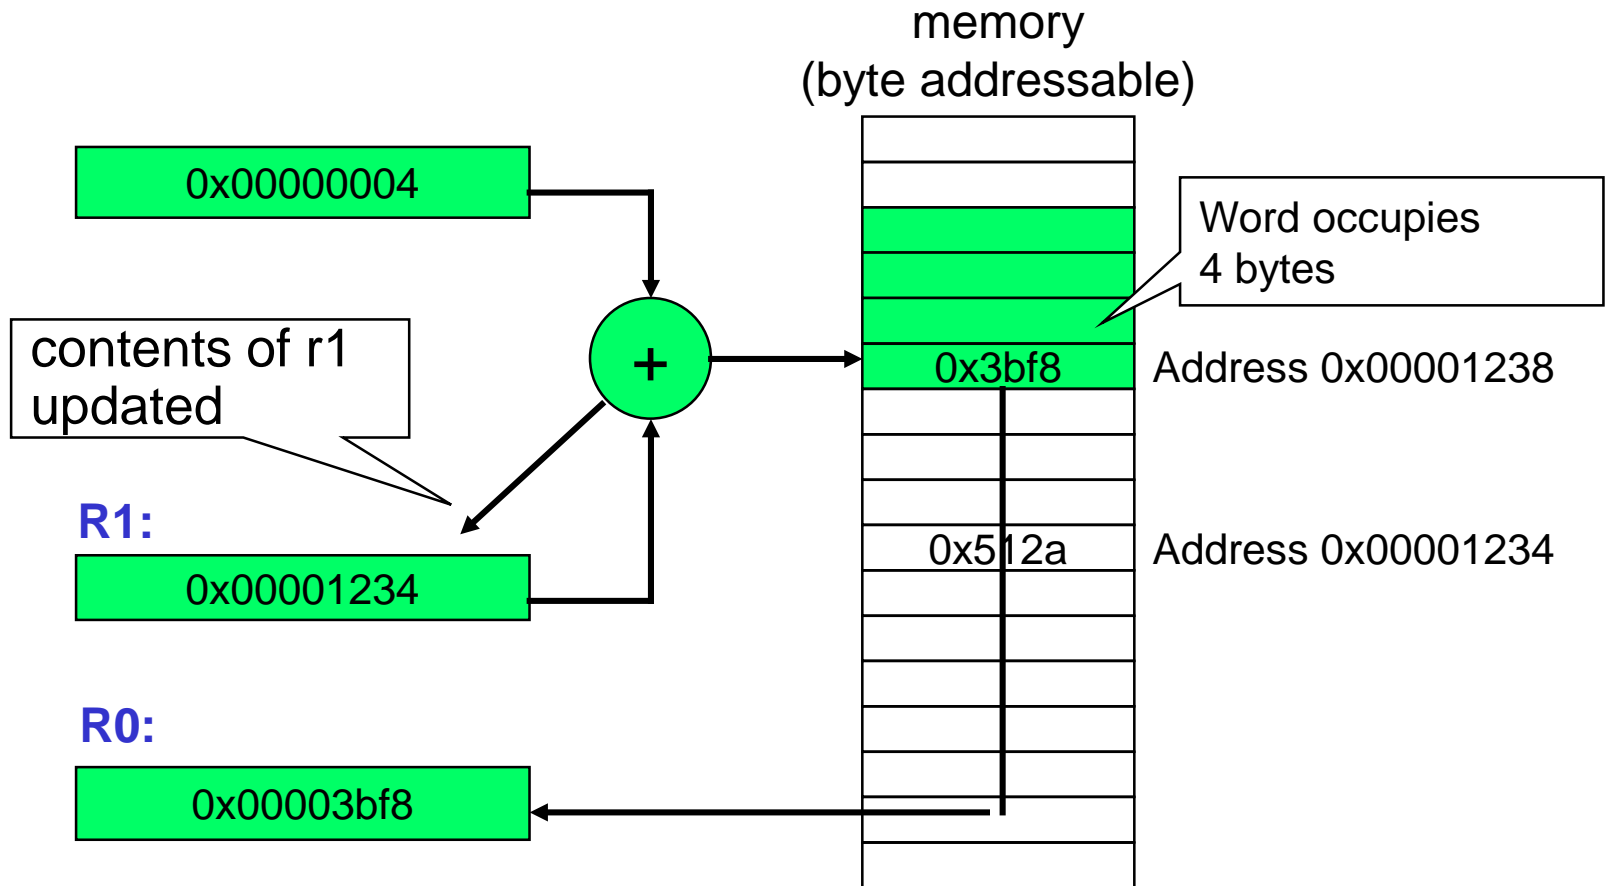 memory
(byte addressable)
0x00000004
Word occupies
4 bytes
contents of r1
updated
+
0x3bf8
Address 0x00001238
R1:
0x00001234
0x512a
Address 0x00001234
R0:
0x00003bf8